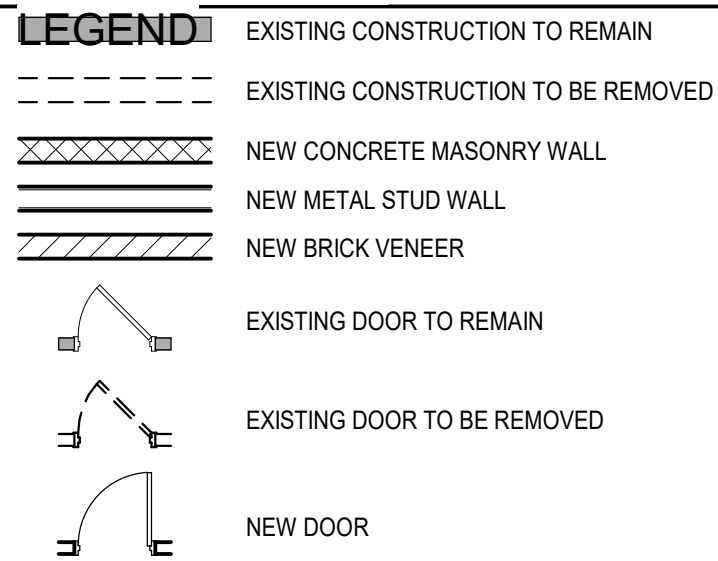 LEGEND
EXISTING CONSTRUCTION TO REMAIN
EXISTING CONSTRUCTION TO BE REMOVED
NEW CONCRETE MASONRY WALL
NEW METAL STUD WALL
NEW BRICK VENEER
EXISTING DOOR TO REMAIN
EXISTING DOOR TO BE REMOVED
NEW DOOR